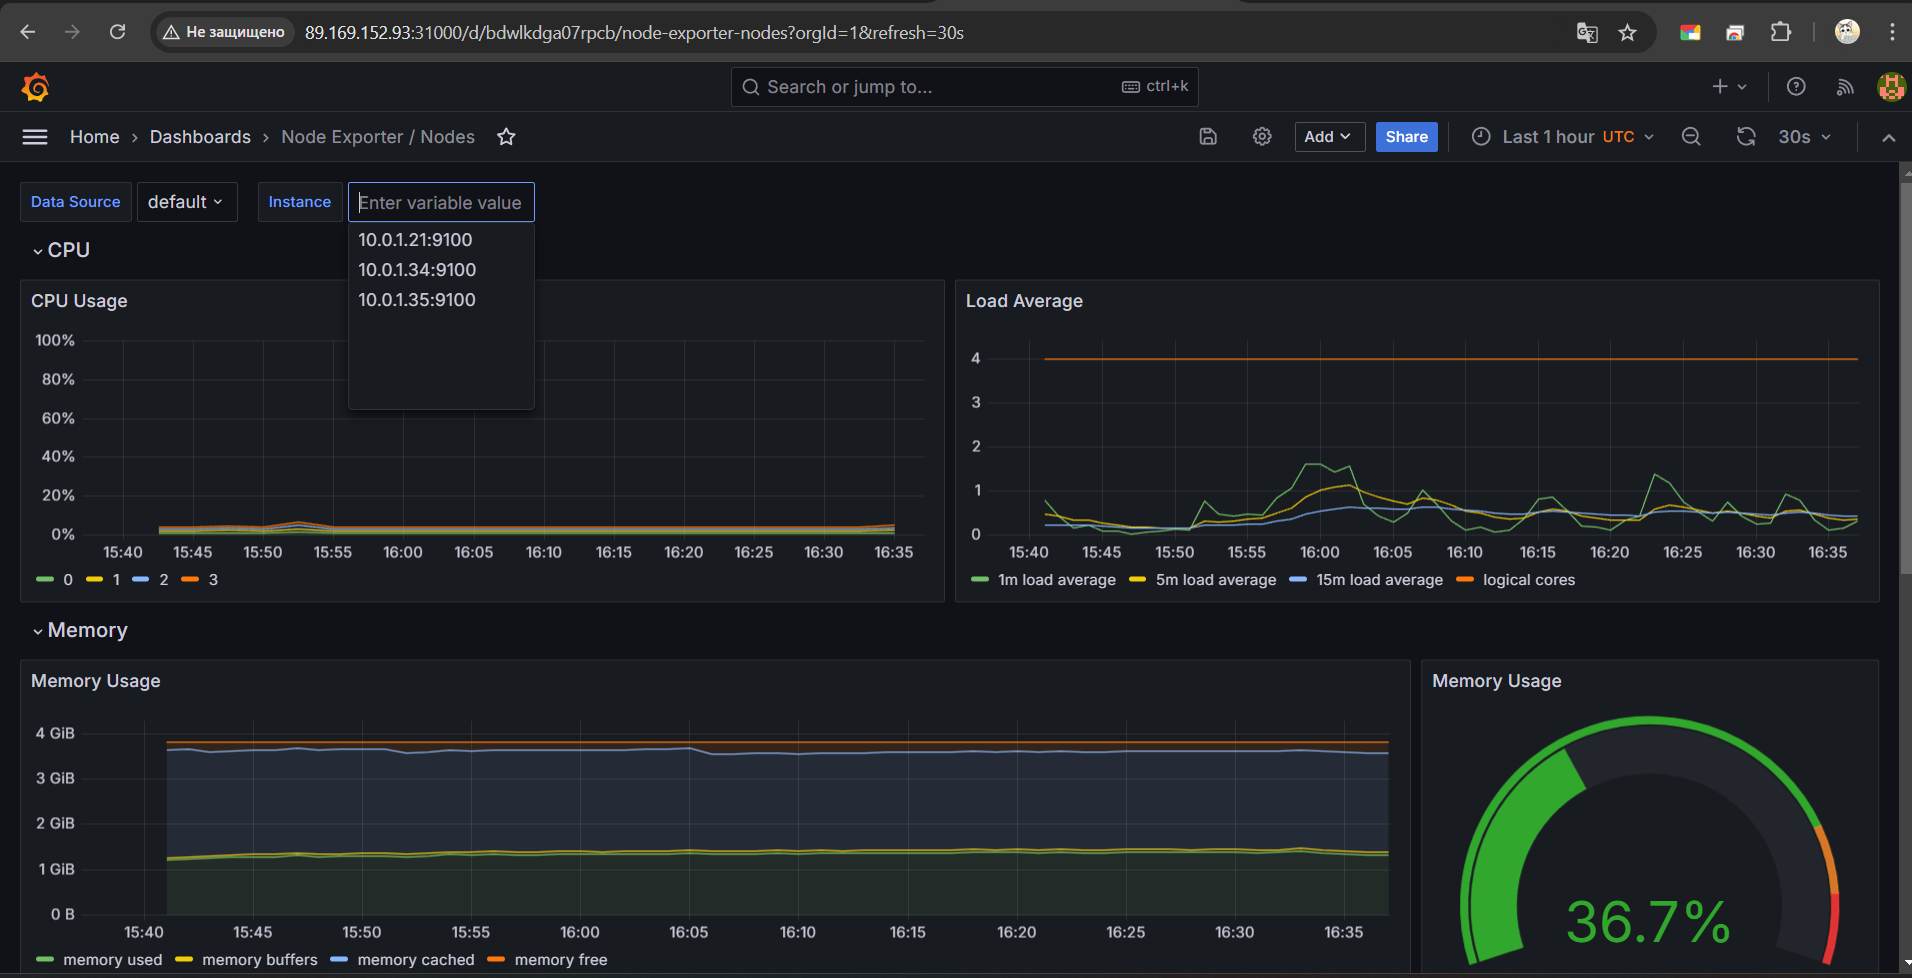 Не защищено 89.169.152.93:31000/d/bdwlkdga07rpcb/node-exporter-nodes?orgId=1&refresh=30s
Search or jump to... ctrl+k
Home › Dashboards › Node Exporter / Nodes Add Share Last 1 hour UTC 30s
Data Source default Instance Enter variable value
10.0.1.21:9100
10.0.1.34:9100
10.0.1.35:9100
CPU
CPU Usage
100%
80%
60%
40%
20%
0%
15:40 15:45 15:50 15:55 16:00 16:05 16:10 16:15 16:20 16:25 16:30 16:35
0 1 2 3
Load Average
4
3
2
1
0
15:40 15:45 15:50 15:55 16:00 16:05 16:10 16:15 16:20 16:25 16:30 16:35
1m load average 5m load average 15m load average logical cores
Memory
Memory Usage
4 GiB
3 GiB
2 GiB
1 GiB
0 B
15:40 15:45 15:50 15:55 16:00 16:05 16:10 16:15 16:20 16:25 16:30 16:35
memory used memory buffers memory cached memory free
Memory Usage
36.7%